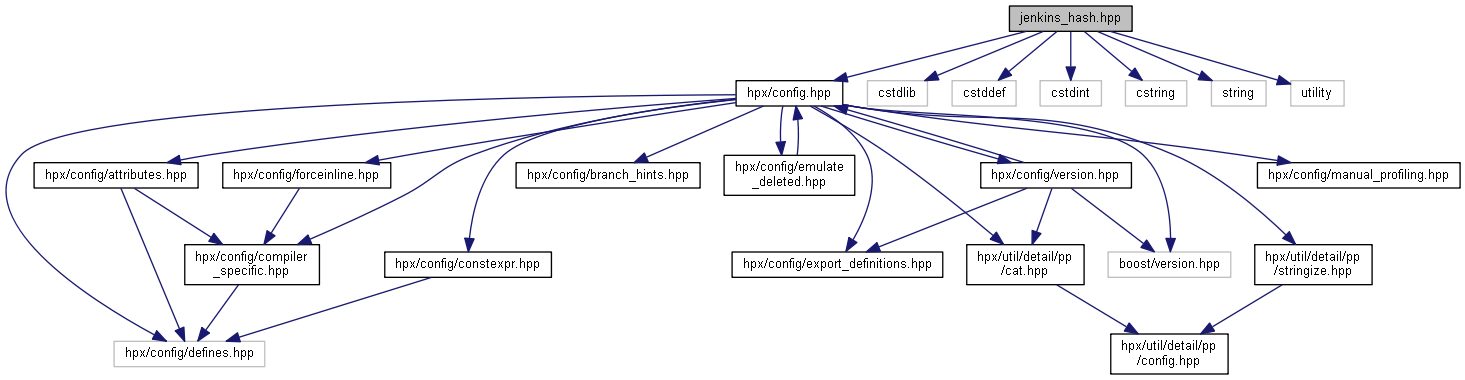 jenkins_hash.hpp
hpx/config.hpp
cstdlib
cstddef
cstdint
cstring
string
utility
hpx/config/attributes.hpp
hpx/config/forceinline.hpp
hpx/config/branch_hints.hpp
hpx/config/emulate
_deleted.hpp
hpx/config/version.hpp
hpx/config/manual_profiling.hpp
hpx/config/compiler
_specific.hpp
hpx/config/constexpr.hpp
hpx/config/export_definitions.hpp
hpx/util/detail/pp
/cat.hpp
boost/version.hpp
hpx/util/detail/pp
/stringize.hpp
hpx/config/defines.hpp
hpx/util/detail/pp
/config.hpp